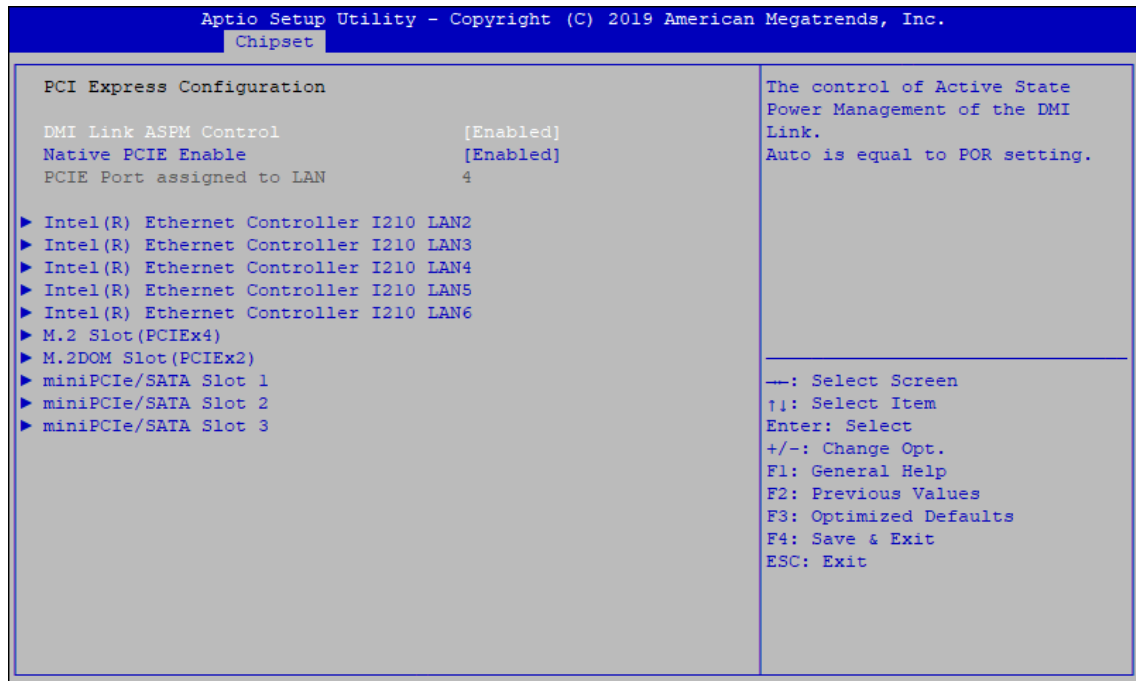 Aptio Setup Utility - Copyright (C) 2019 American Megatrends, Inc.
Chipset
PCI Express Configuration
DMI Link ASPM Control [Enabled]
Native PCIE Enable [Enabled]
PCIE Port assigned to LAN 4
► Intel(R) Ethernet Controller I210 LAN2
► Intel(R) Ethernet Controller I210 LAN3
► Intel(R) Ethernet Controller I210 LAN4
► Intel(R) Ethernet Controller I210 LAN5
► Intel(R) Ethernet Controller I210 LAN6
► M.2 Slot(PCIEx4)
► M.2DOM Slot(PCIEx2)
► miniPCIe/SATA Slot 1
► miniPCIe/SATA Slot 2
► miniPCIe/SATA Slot 3
The control of Active State
Power Management of the DMI
Link.
Auto is equal to POR setting.
→←: Select Screen
↑↓: Select Item
Enter: Select
+/-: Change Opt.
F1: General Help
F2: Previous Values
F3: Optimized Defaults
F4: Save & Exit
ESC: Exit